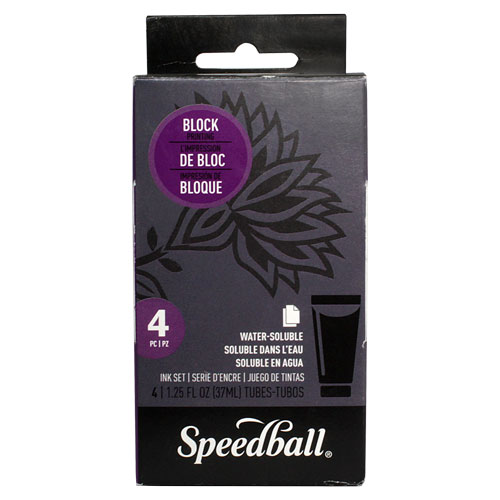 BLOCK
PRINTING
L'IMPRESSION
DE BLOC
IMPRESIÓN DE
BLOQUE
4
PC | PZ
WATER-SOLUBLE
SOLUBLE DANS L'EAU
SOLUBLE EN AGUA
INK SET | SERIE D'ENCRE | JUEGO DE TINTAS
4 | 1.25 FL OZ (37ML) TUBES-TUBOS
Speedball®